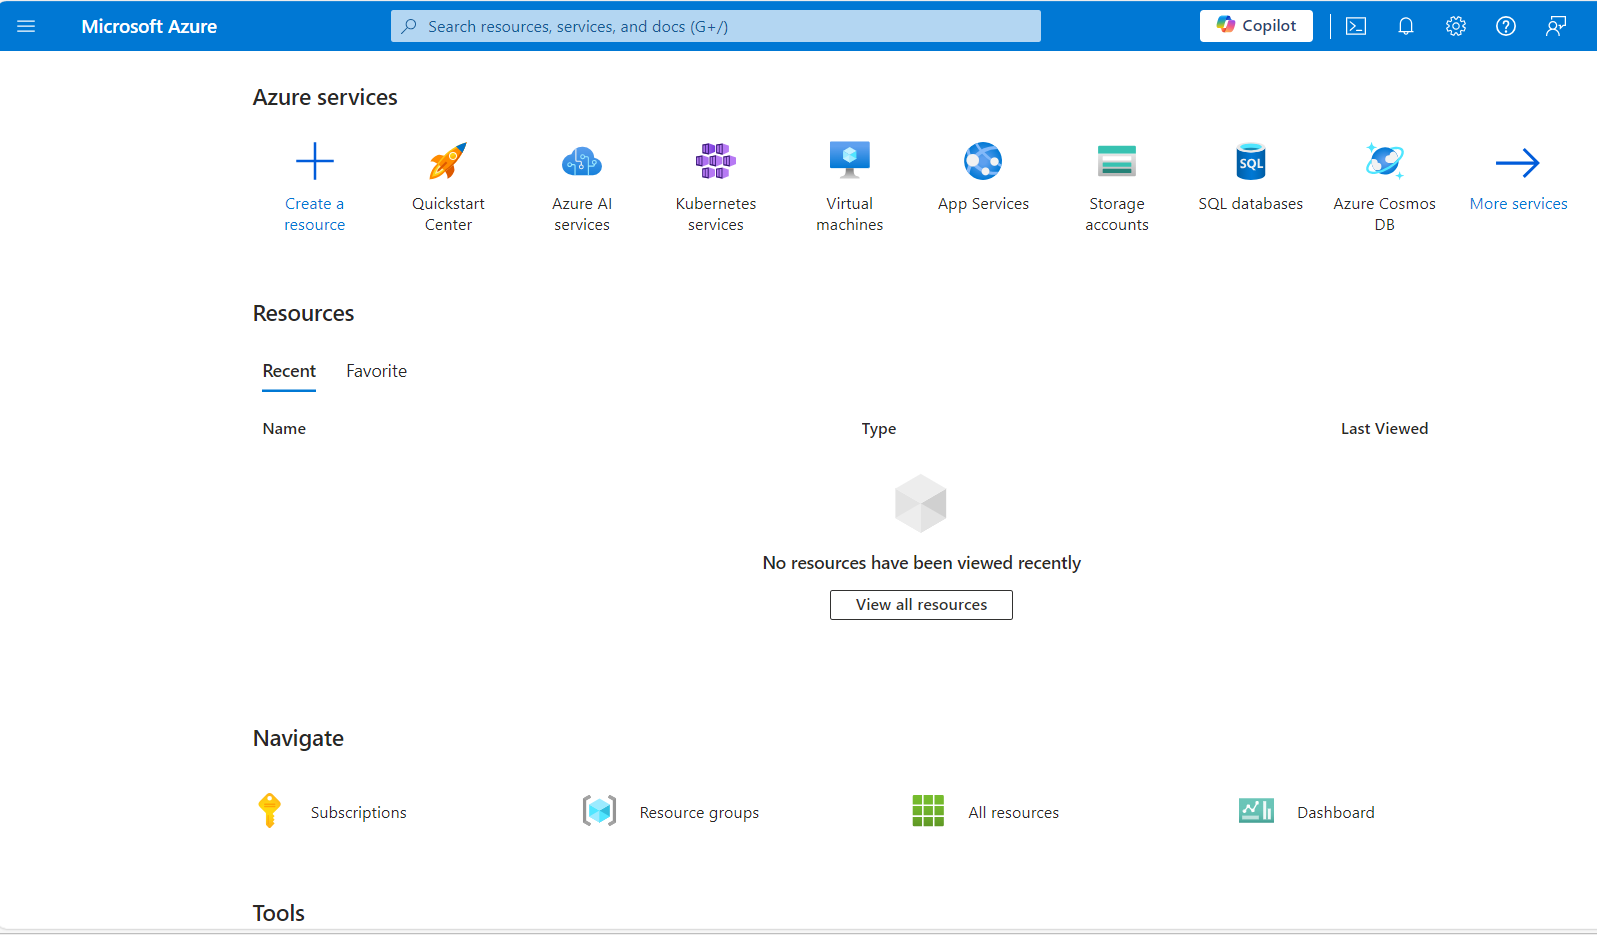 Microsoft Azure
Search resources, services, and docs (G+/)
Copilot
Azure services
Create a
resource
Quickstart
Center
Azure AI
services
Kubernetes
services
Virtual
machines
App Services
Storage
accounts
SQL
SQL databases
Azure Cosmos
DB
More services
Resources
Recent
Favorite
Name
Type
Last Viewed
No resources have been viewed recently
View all resources
Navigate
Subscriptions
Resource groups
All resources
Dashboard
Tools